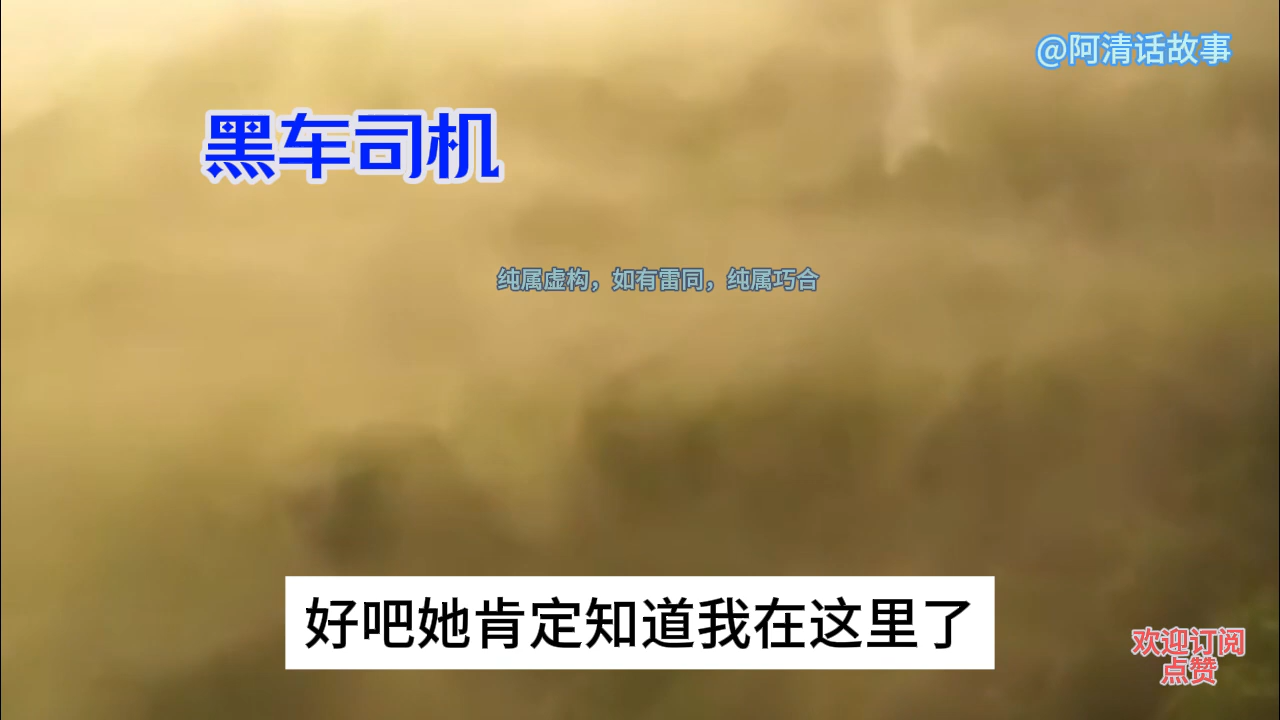 @阿清话故事
黑车司机
纯属虚构，如有雷同，纯属巧合
好吧她肯定知道我在这里了
欢迎订阅
点赞